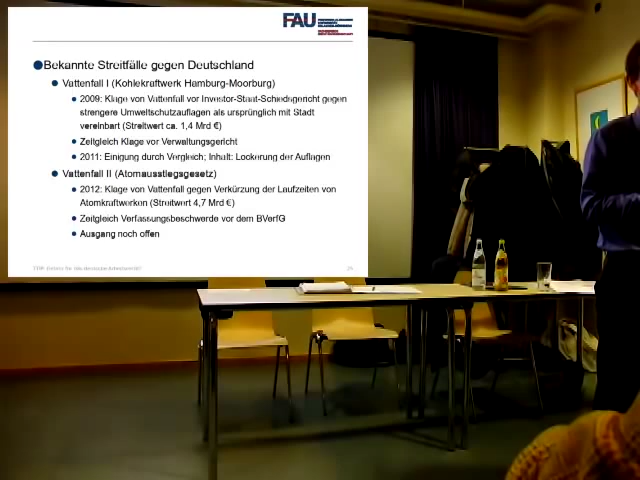 FAU
Bekannte Streitfälle gegen Deutschland
Vattenfall I (Kohlekraftwerk Hamburg-Moorburg)
2009: Klage von Vattenfall vor Investor-Staat-Schiedsgericht gegen
strengere Umweltschutzauflagen als ursprünglich mit Stadt
vereinbart (Streitwert ca. 1,4 Mrd €)
Zeitgleich Klage vor Verwaltungsgericht
2011: Einigung durch Vergleich; Inhalt: Lockerung der Auflagen
Vattenfall II (Atomausstiegsgesetz)
2012: Klage von Vattenfall gegen Verkürzung der Laufzeiten von
Atomkraftwerken (Streitwert 4,7 Mrd €)
Zeitgleich Verfassungsbeschwerde vor dem BVerfG
Ausgang noch offen